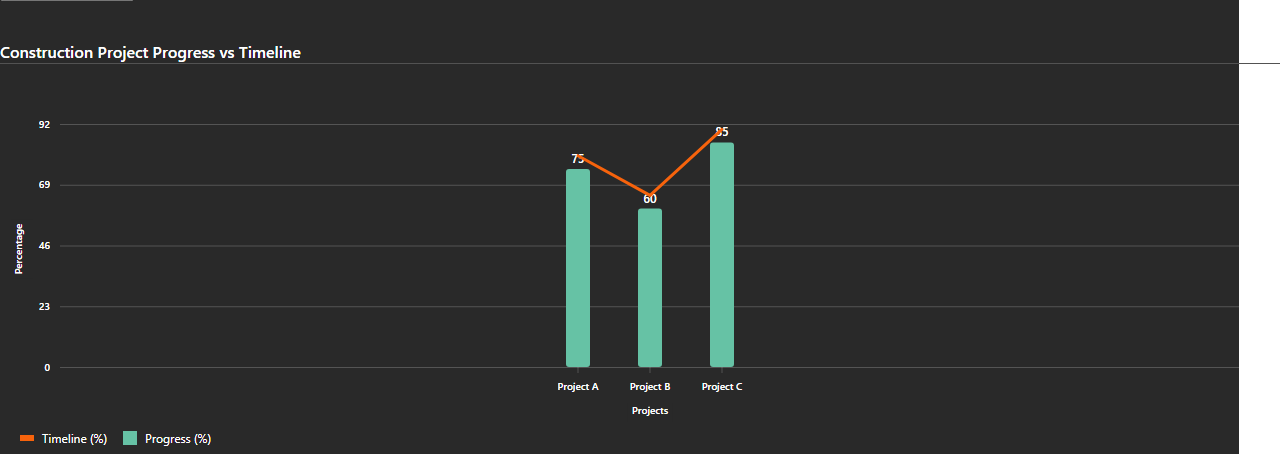 Construction Project Progress vs Timeline
92
69
46
23
0
Percentage
75
60
85
Project A
Project B
Project C
Projects
Timeline (%)
Progress (%)